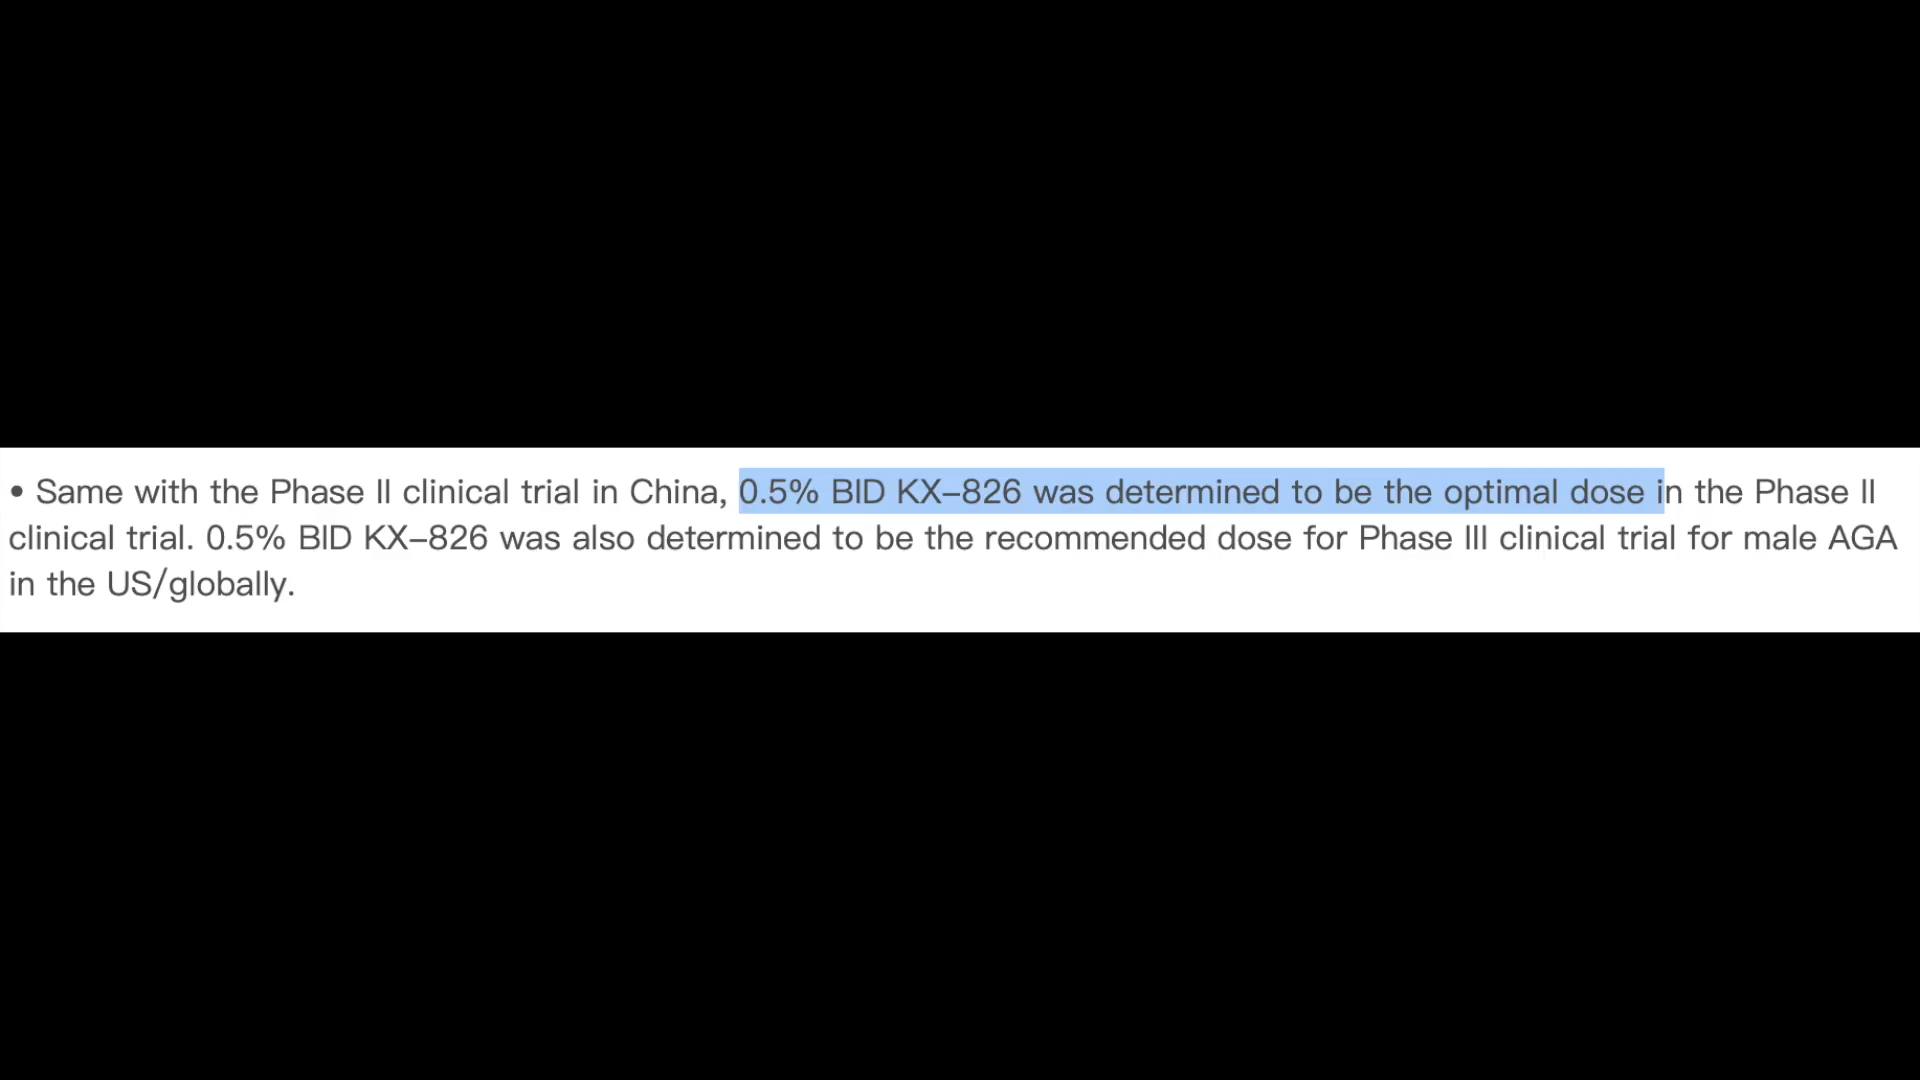 • Same with the Phase II clinical trial in China, 0.5% BID KX–826 was determined to be the optimal dose in the Phase II
clinical trial. 0.5% BID KX–826 was also determined to be the recommended dose for Phase III clinical trial for male AGA
in the US/globally.